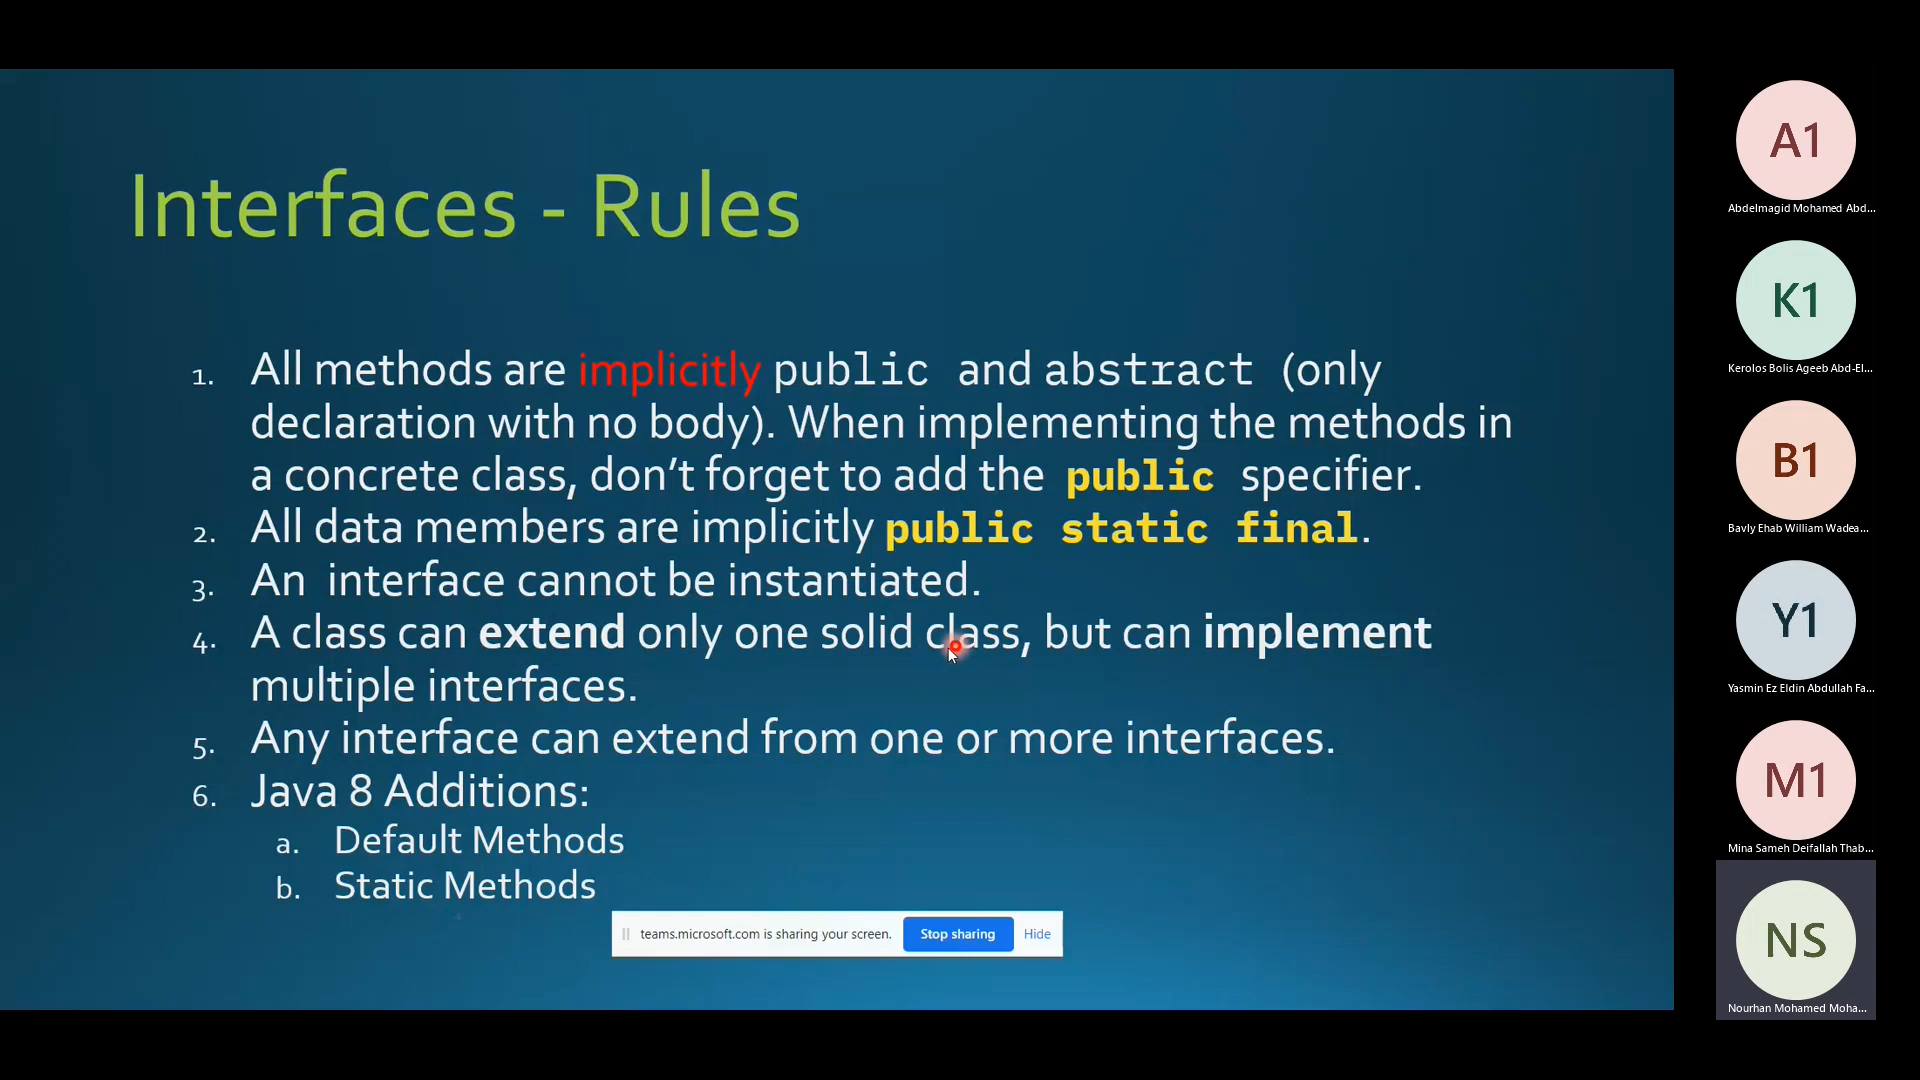 Interfaces - Rules
1. All methods are implicitly public and abstract (only
declaration with no body). When implementing the methods in
a concrete class, don't forget to add the public specifier.
2. All data members are implicitly public static final.
3. An interface cannot be instantiated.
4. A class can extend only one solid class, but can implement
multiple interfaces.
5. Any interface can extend from one or more interfaces.
6. Java 8 Additions:
a. Default Methods
b. Static Methods
teams.microsoft.com is sharing your screen. Stop sharing Hide
A1
Abdelmagid Mohamed Abd...
K1
Kerolos Bolis Ageeb Abd-El...
B1
Bavly Ehab William Wadea...
Y1
Yasmin Ez Eldin Abdullah Fa...
M1
Mina Sameh Deifallah Thab...
NS
Nourhan Mohamed Moha...